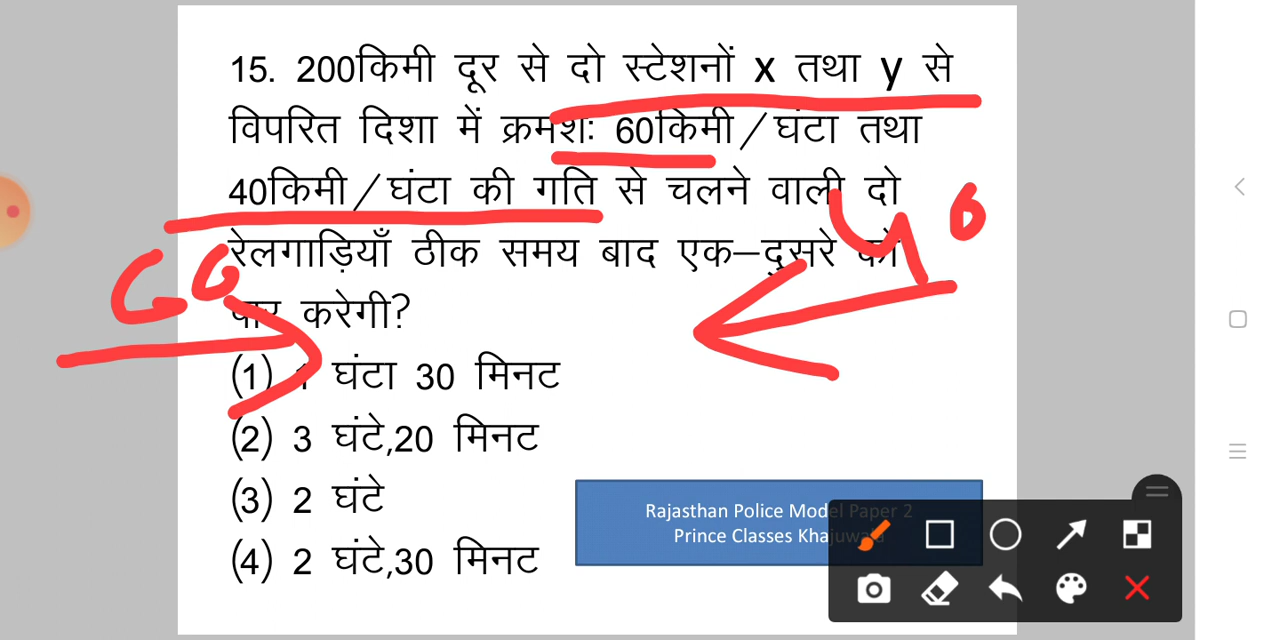 15. 200किमी दूर से दो स्टेशनों x तथा y से
विपरित दिशा में क्रमशः 60किमी/घंटा तथा
40किमी/घंटा की गति से चलने वाली दो
रेलगाड़ियाँ ठीक समय बाद एक–दुसरे को
पार करेगी?
60
40
(1) 1 घंटा 30 मिनट
(2) 3 घंटे,20 मिनट
(3) 2 घंटे
(4) 2 घंटे,30 मिनट
Rajasthan Police Model Paper 2
Prince Classes Khajuwala